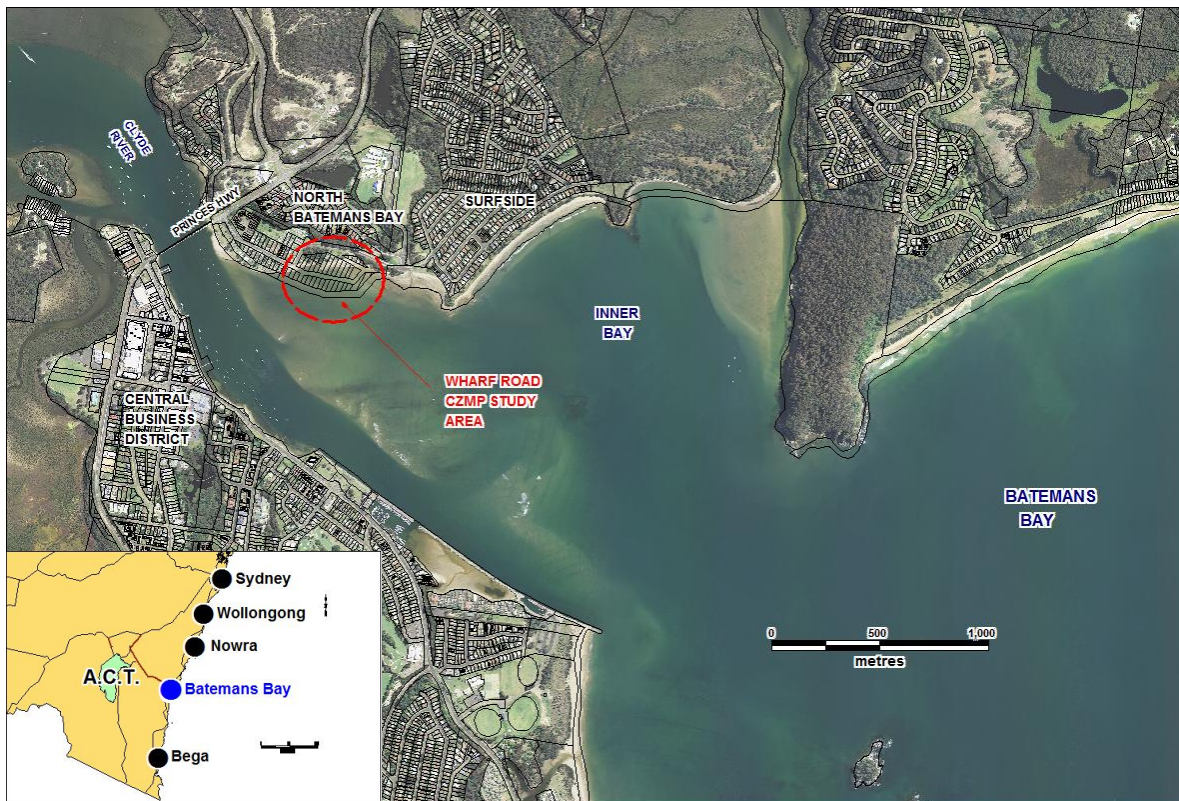 CLYDE
RIVER
PRINCES HWY
NORTH
BATEMANS BAY
SURFSIDE
INNER
BAY
WHARF ROAD
CZMP STUDY
AREA
CENTRAL
BUSINESS
DISTRICT
BATEMANS
BAY
0 500 1,000
metres
Sydney
Wollongong
Nowra
A.C.T.
Batemans Bay
Bega